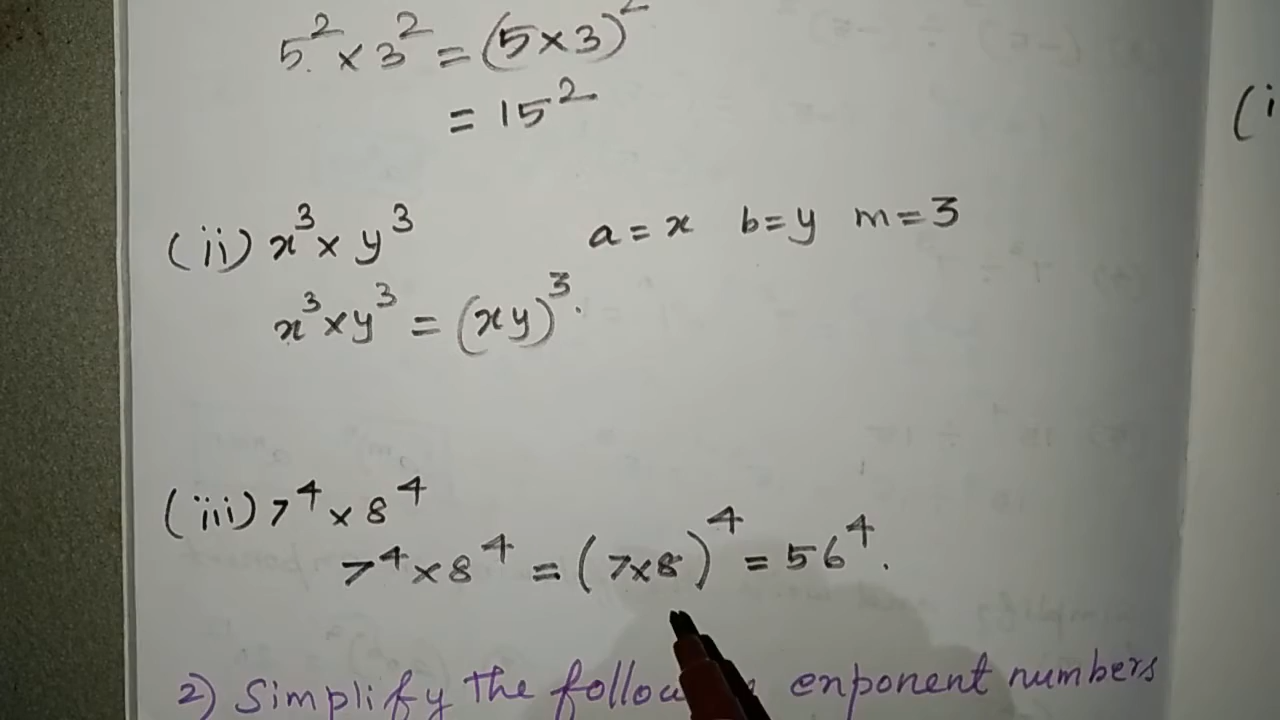 5² × 3² = (5×3)²
= 15²
(i
(ii) x³ × y³ a = x b = y m = 3
x³ × y³ = (xy)³.
(iii) 7⁴ × 8⁴
7⁴ × 8⁴ = (7×8)⁴ = 56⁴.
2) Simplify the exponent numbers